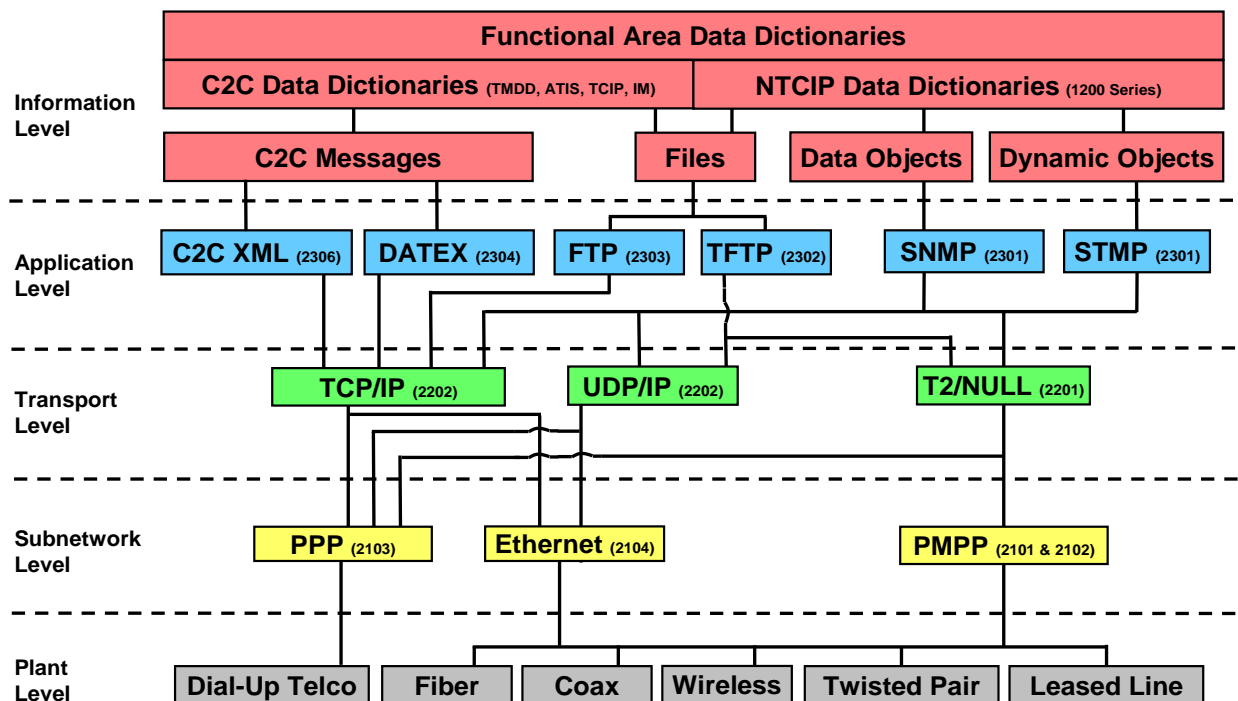 Functional Area Data Dictionaries
C2C Data Dictionaries (TMDD, ATIS, TCIP, IM)
NTCIP Data Dictionaries (1200 Series)
Information
Level
C2C Messages
Files
Data Objects
Dynamic Objects
Application
Level
C2C XML (2306)
DATEX (2304)
FTP (2303)
TFTP (2302)
SNMP (2301)
STMP (2301)
Transport
Level
TCP/IP (2202)
UDP/IP (2202)
T2/NULL (2201)
Subnetwork
Level
PPP (2103)
Ethernet (2104)
PMPP (2101 & 2102)
Plant
Level
Dial-Up Telco
Fiber
Coax
Wireless
Twisted Pair
Leased Line